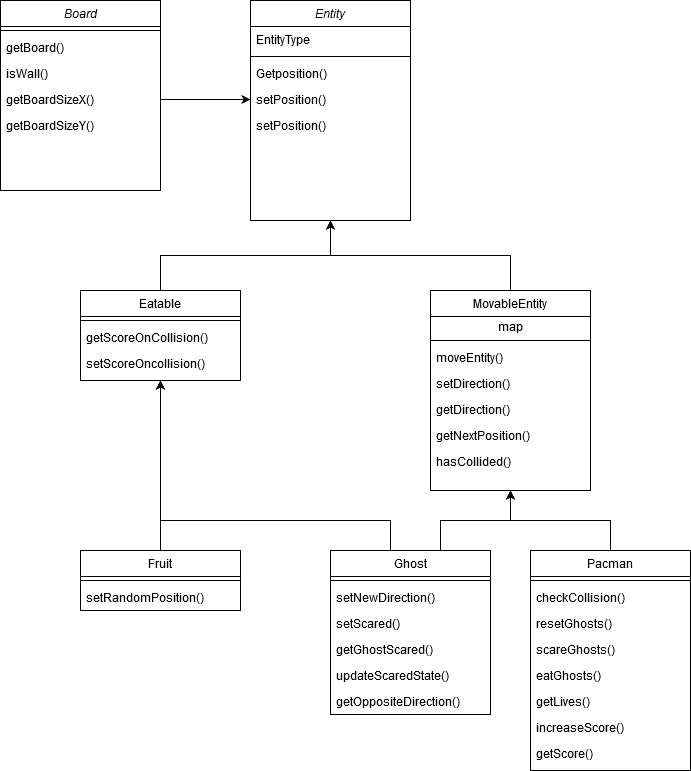 Board
getBoard()
isWall()
getBoardSizeX()
getBoardSizeY()
Entity
EntityType
Getposition()
setPosition()
setPosition()
Eatable
getScoreOnCollision()
setScoreOncollision()
MovableEntity
map
moveEntity()
setDirection()
getDirection()
getNextPosition()
hasCollided()
Fruit
setRandomPosition()
Ghost
setNewDirection()
setScared()
getGhostScared()
updateScaredState()
getOppositeDirection()
Pacman
checkCollision()
resetGhosts()
scareGhosts()
eatGhosts()
getLives()
increaseScore()
getScore()